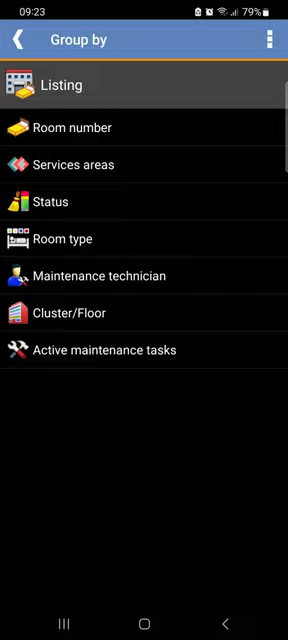 09:23
79%
Group by
Listing
Room number
Services areas
Status
Room type
Maintenance technician
Cluster/Floor
Active maintenance tasks